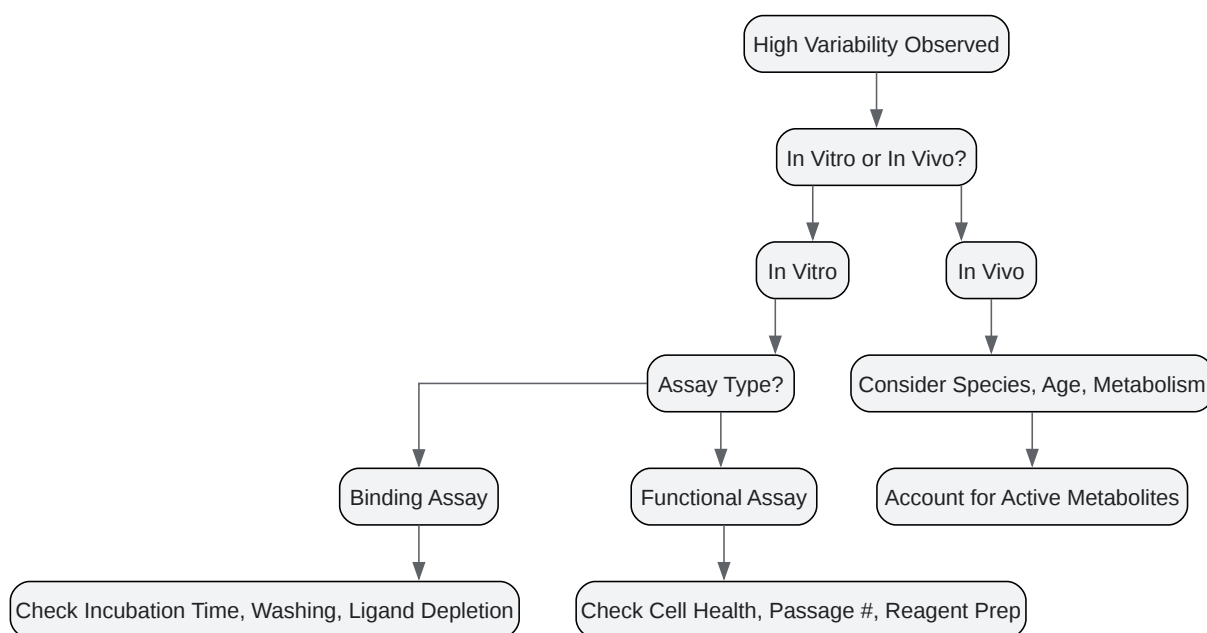 High Variability Observed
In Vitro or In Vivo?
In Vitro
In Vivo
Assay Type?
Consider Species, Age, Metabolism
Binding Assay
Functional Assay
Account for Active Metabolites
Check Incubation Time, Washing, Ligand Depletion
Check Cell Health, Passage #, Reagent Prep